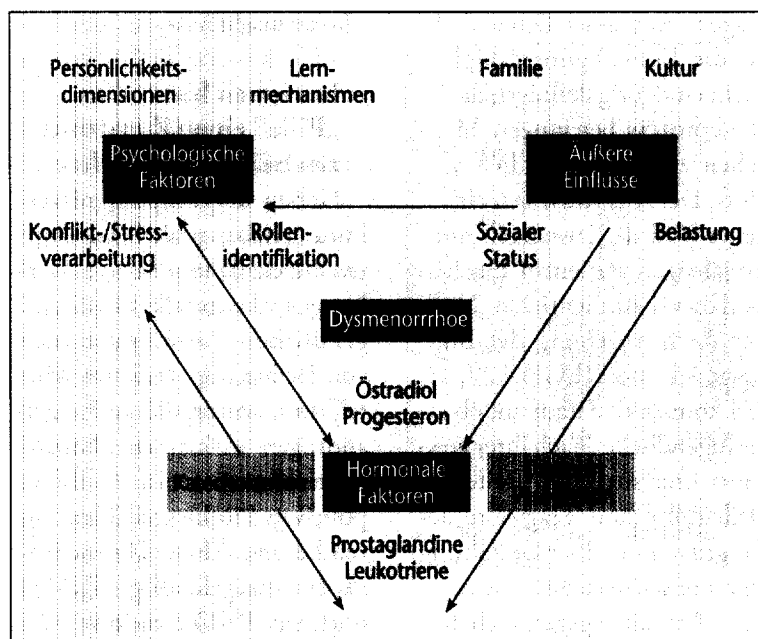 Persönlichkeits-
dimensionen
Lern-
mechanismen
Familie
Kultur
Psychologische
Faktoren
Äußere
Einflüsse
Konflikt-/Stress-
verarbeitung
Rollen-
identifikation
Sozialer
Status
Belastung
Dysmenorrrhoe
Östradiol
Progesteron
Hormonale
Faktoren
Prostaglandine
Leukotriene